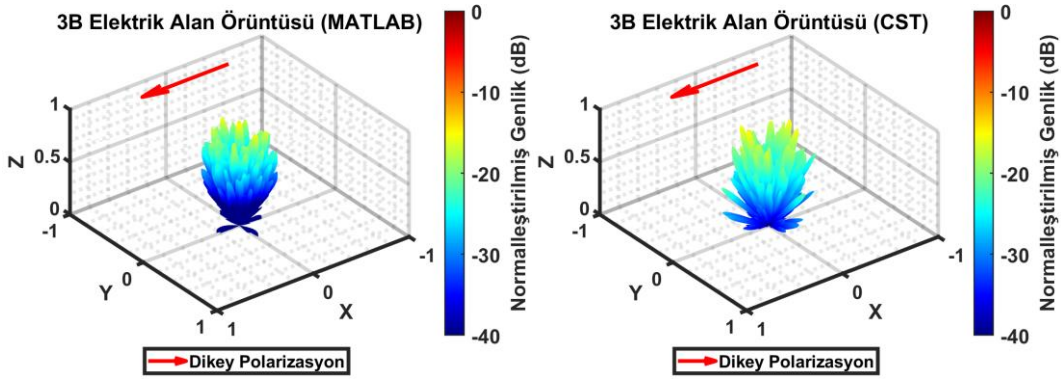 3B Elektrik Alan Örüntüsü (MATLAB)
1
0.5
0
Z
-1
0
1
Y
1
0
-1
X
0
-10
-20
-30
-40
Normalleştirilmiş Genlik (dB)
Dikey Polarizasyon
3B Elektrik Alan Örüntüsü (CST)
1
0.5
0
Z
-1
0
1
Y
1
0
-1
X
0
-10
-20
-30
-40
Normalleştirilmiş Genlik (dB)
Dikey Polarizasyon